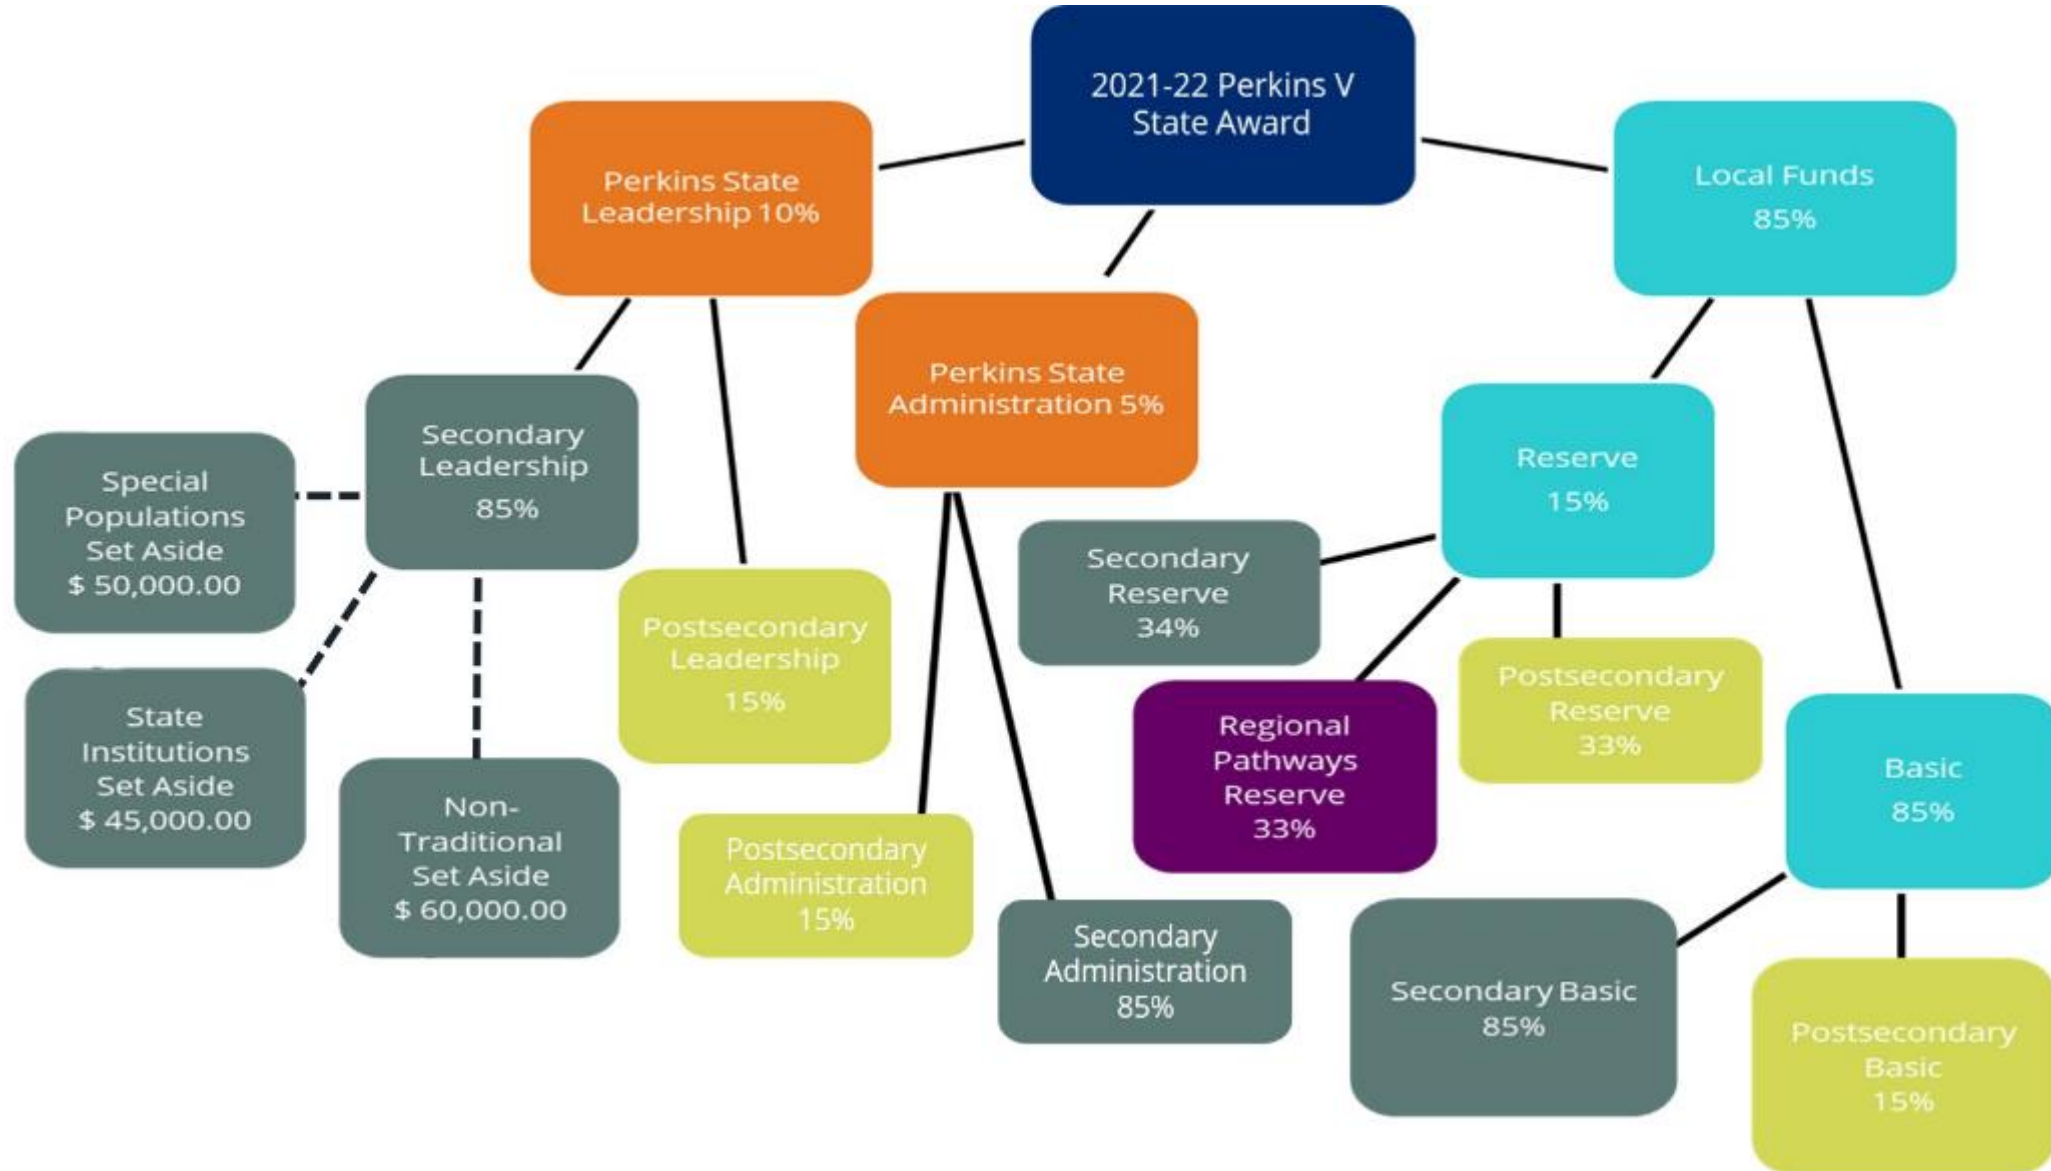 2021-22 Perkins V
State Award
Perkins State
Leadership 10%
Local Funds
85%
Perkins State
Administration 5%
Secondary
Leadership
85%
Reserve
15%
Special
Populations
Set Aside
$ 50,000.00
Secondary
Reserve
34%
Postsecondary
Leadership
15%
Postsecondary
Reserve
33%
State
Institutions
Set Aside
$ 45,000.00
Regional
Pathways
Reserve
33%
Basic
85%
Non-
Traditional
Set Aside
$ 60,000.00
Postsecondary
Administration
15%
Secondary
Administration
85%
Secondary Basic
85%
Postsecondary
Basic
15%